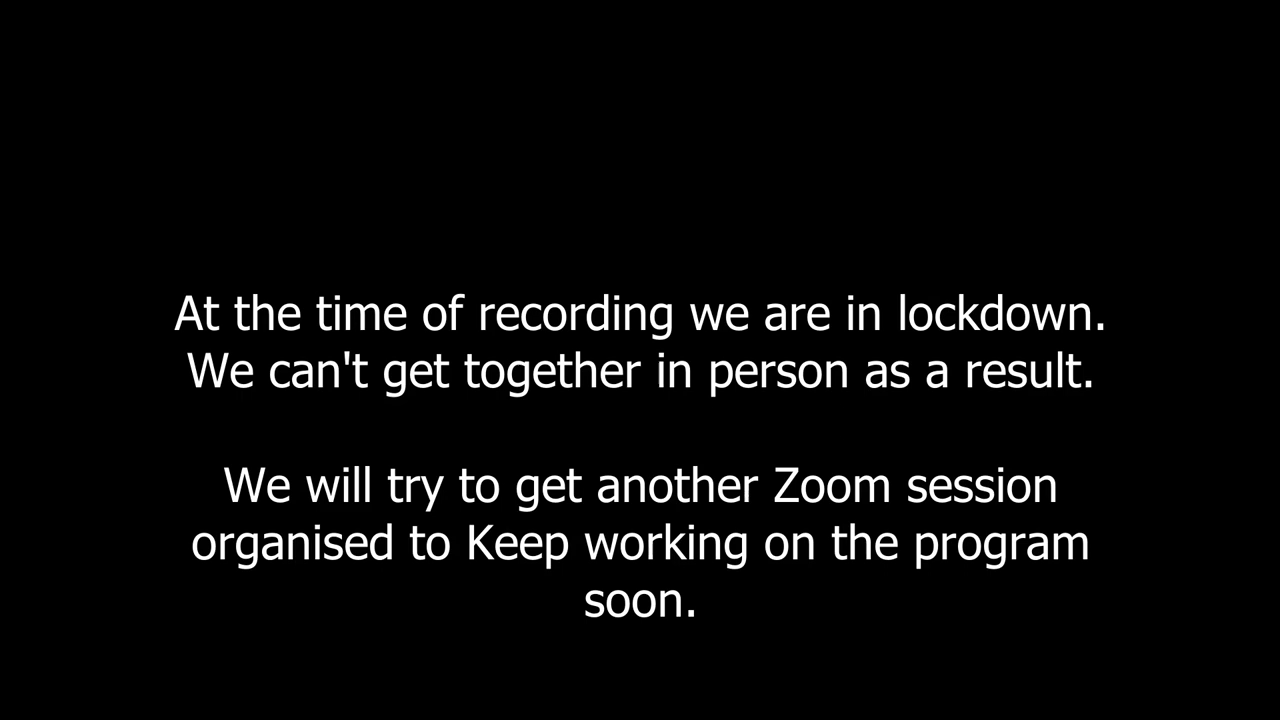 At the time of recording we are in lockdown.
We can't get together in person as a result.
We will try to get another Zoom session
organised to Keep working on the program
soon.